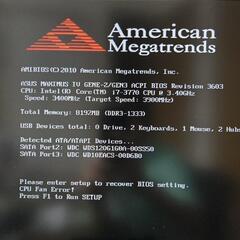 American
Megatrends
AMIBIOS(C)2010 American Megatrends, Inc.
ASUS MAXIMUS IV GENE-Z/GEN3 ACPI BIOS Revision 3603
CPU: Intel(R) Core(TM) i7-3770 CPU @ 3.40GHz
Speed: 3400MHz (Target Speed: 3900MHz)
Total Memory: 8192MB (DDR3-1333)
USB Devices total: 0 Drive, 2 Keyboards, 1 Mouse, 2 Hubs
Detected ATA/ATAPI Devices...
SATA Port2: WDC WDS120G1G0A-00SS50
SATA Port3: WDC WD10EACS-00D6B0
Please enter setup to recover BIOS setting.
CPU Fan Error!
Press F1 to Run SETUP